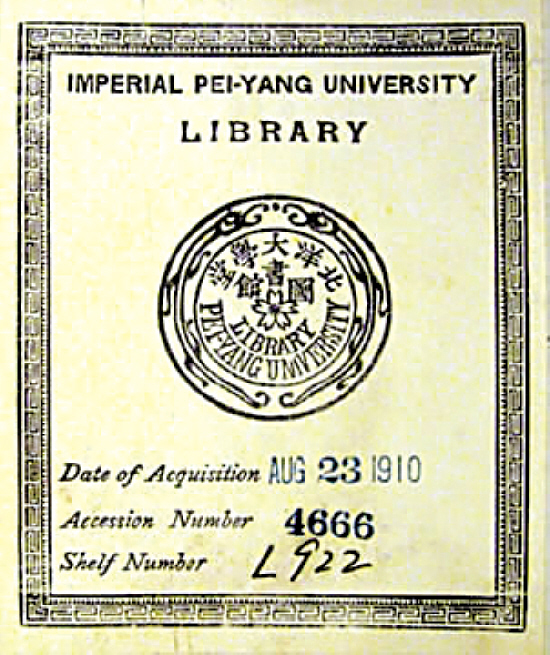 IMPERIAL PEI-YANG UNIVERSITY
LIBRARY
北洋大學堂
圖書館
LIBRARY
PEI-YANG UNIVERSITY
Date of Acquisition AUG 23 1910
Accession Number 4666
Shelf Number L922